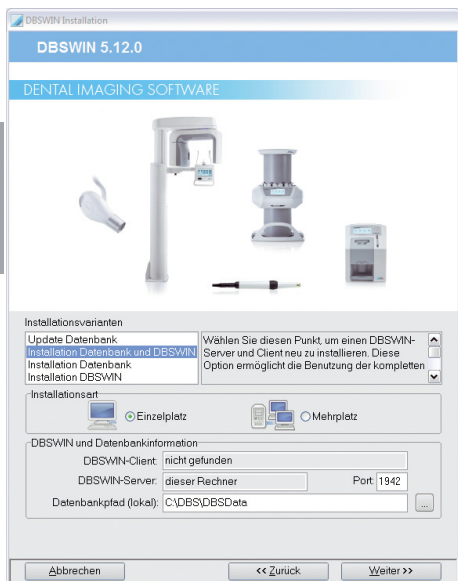 DBSWIN Installation
DBSWIN 5.12.0
DENTAL IMAGING SOFTWARE
Installationsvarianten
Update Datenbank
Installation Datenbank und DBSWIN
Installation Datenbank
Installation DBSWIN
Wählen Sie diesen Punkt, um einen DBSWIN-
Server und Client neu zu installieren. Diese
Option ermöglicht die Benutzung der kompletten
Installationsart
Einzelplatz
Mehrplatz
DBSWIN und Datenbankinformation
DBSWIN-Client: nicht gefunden
DBSWIN-Server: dieser Rechner Port: 1942
Datenbankpfad (lokal): C:\DBS\DBSData ...
Abbrechen << Zurück Weiter >>